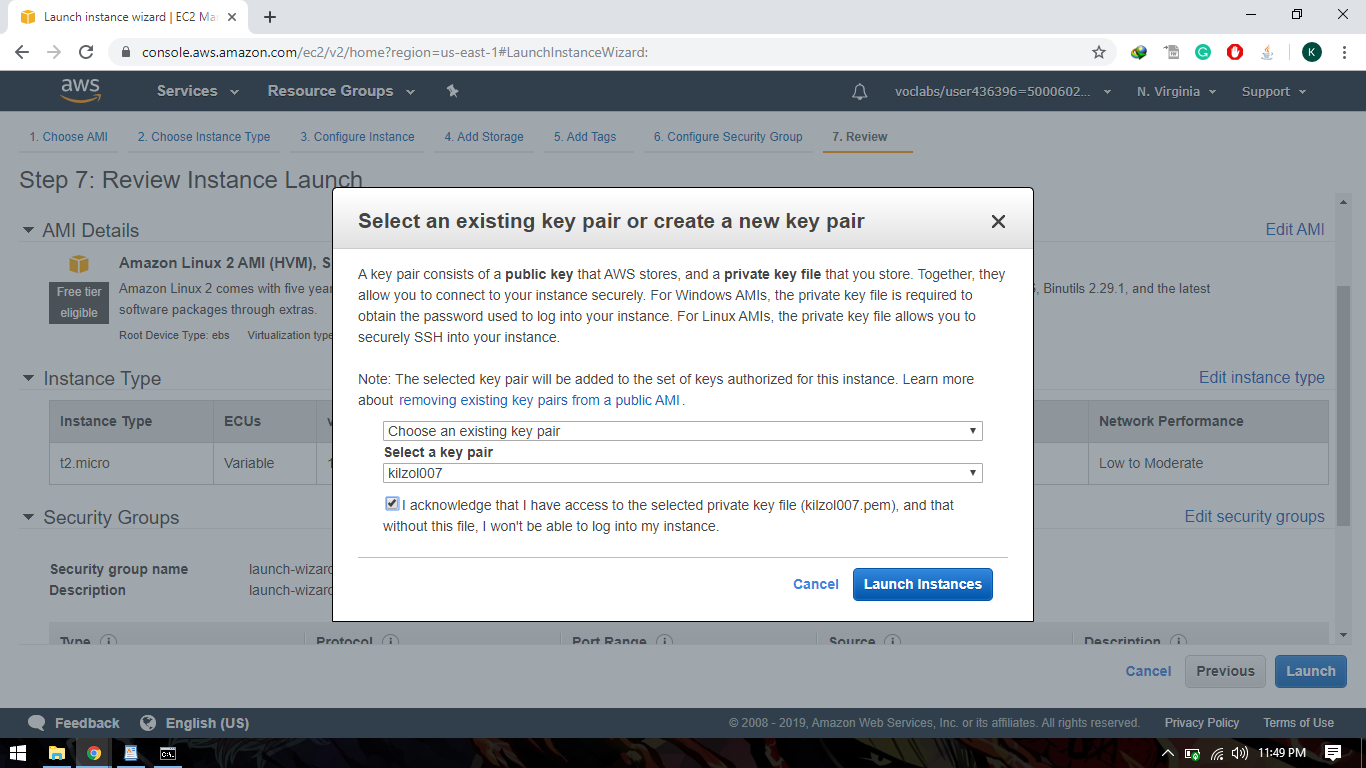 Launch instance wizard | EC2 Ma
console.aws.amazon.com/ec2/v2/home?region=us-east-1#LaunchInstanceWizard:
K
aws Services Resource Groups voclabs/user436396=5000602... N. Virginia Support
1. Choose AMI 2. Choose Instance Type 3. Configure Instance 4. Add Storage 5. Add Tags 6. Configure Security Group 7. Review
Step 7: Review Instance Launch
AMI Details Edit AMI
Amazon Linux 2 AMI (HVM), S
Free tier eligible
Amazon Linux 2 comes with five yea , Binutils 2.29.1, and the latest
software packages through extras.
Root Device Type: ebs Virtualization type
Instance Type Edit instance type
Instance Type ECUs Network Performance
t2.micro Variable Low to Moderate
Security Groups Edit security groups
Security group name launch-wizard
Description launch-wizard
Type Protocol Port Range Source Description
Select an existing key pair or create a new key pair
A key pair consists of a public key that AWS stores, and a private key file that you store. Together, they
allow you to connect to your instance securely. For Windows AMIs, the private key file is required to
obtain the password used to log into your instance. For Linux AMIs, the private key file allows you to
securely SSH into your instance.
Note: The selected key pair will be added to the set of keys authorized for this instance. Learn more
about removing existing key pairs from a public AMI .
Choose an existing key pair
Select a key pair
kilzol007
I acknowledge that I have access to the selected private key file (kilzol007.pem), and that
without this file, I won't be able to log into my instance.
Cancel Launch Instances
Cancel Previous Launch
Feedback English (US) © 2008 - 2019, Amazon Web Services, Inc. or its affiliates. All rights reserved. Privacy Policy Terms of Use
11:49 PM